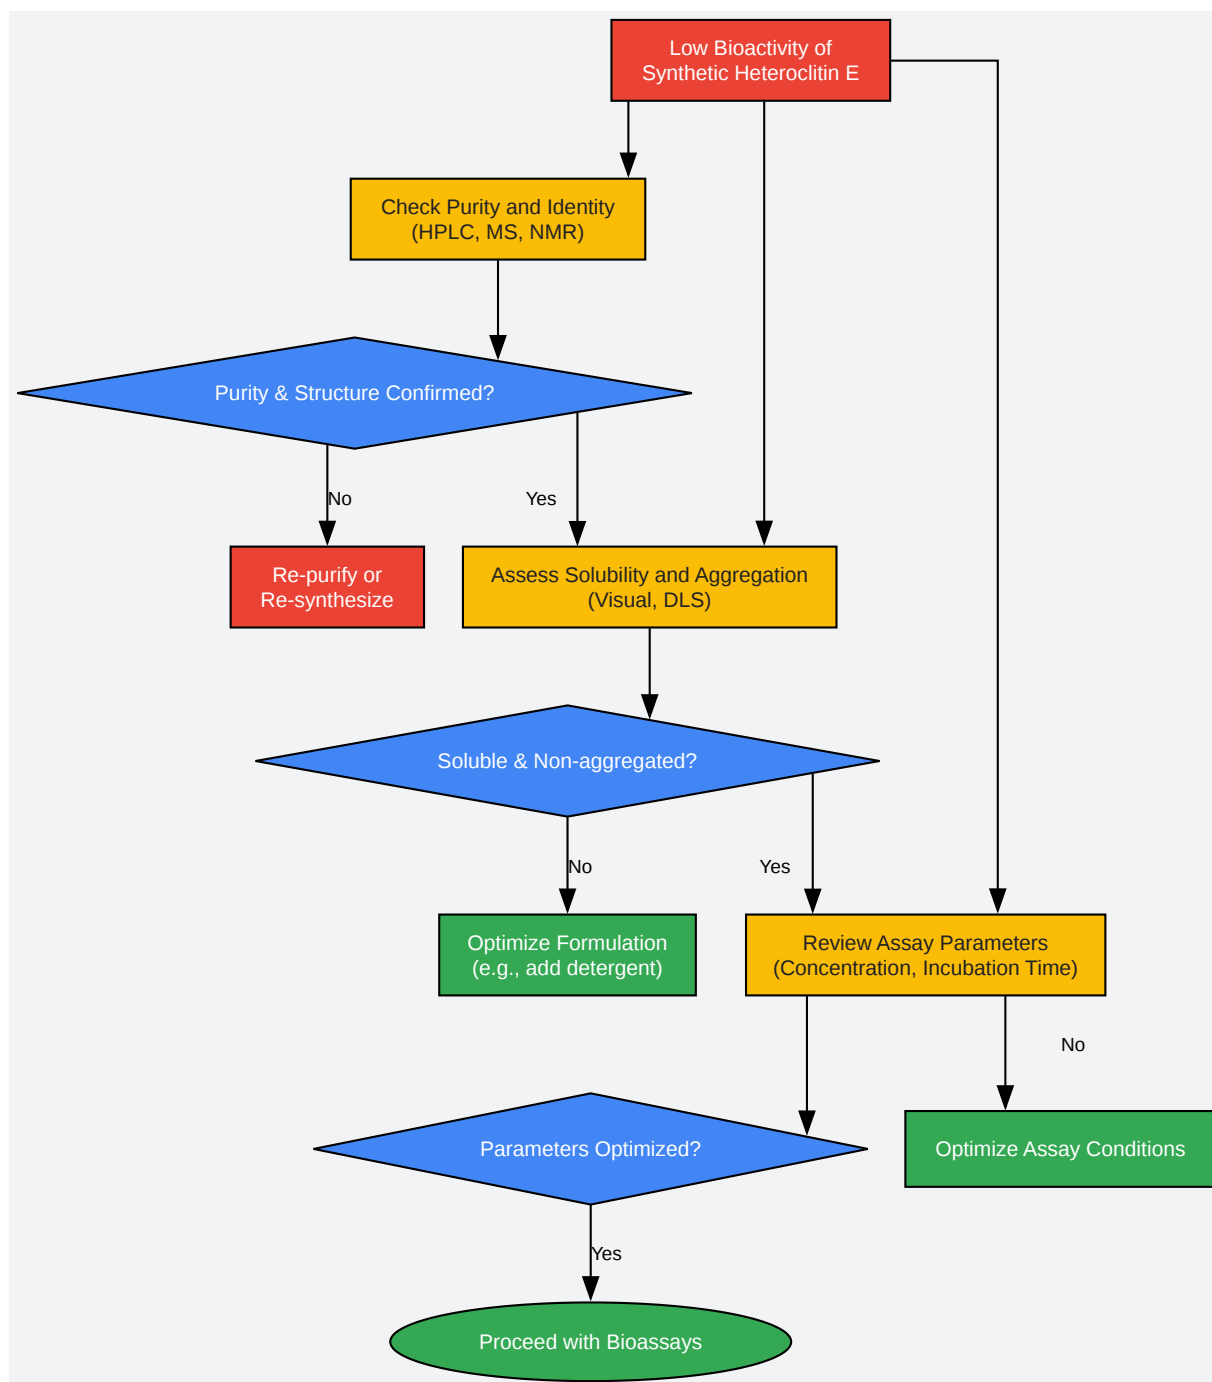 Low Bioactivity of
Synthetic Heteroclitin E
Check Purity and Identity
(HPLC, MS, NMR)
Purity & Structure Confirmed?
No
Yes
Re-purify or
Re-synthesize
Assess Solubility and Aggregation
(Visual, DLS)
Soluble & Non-aggregated?
No
Yes
Optimize Formulation
(e.g., add detergent)
Review Assay Parameters
(Concentration, Incubation Time)
No
Parameters Optimized?
Optimize Assay Conditions
Yes
Proceed with Bioassays